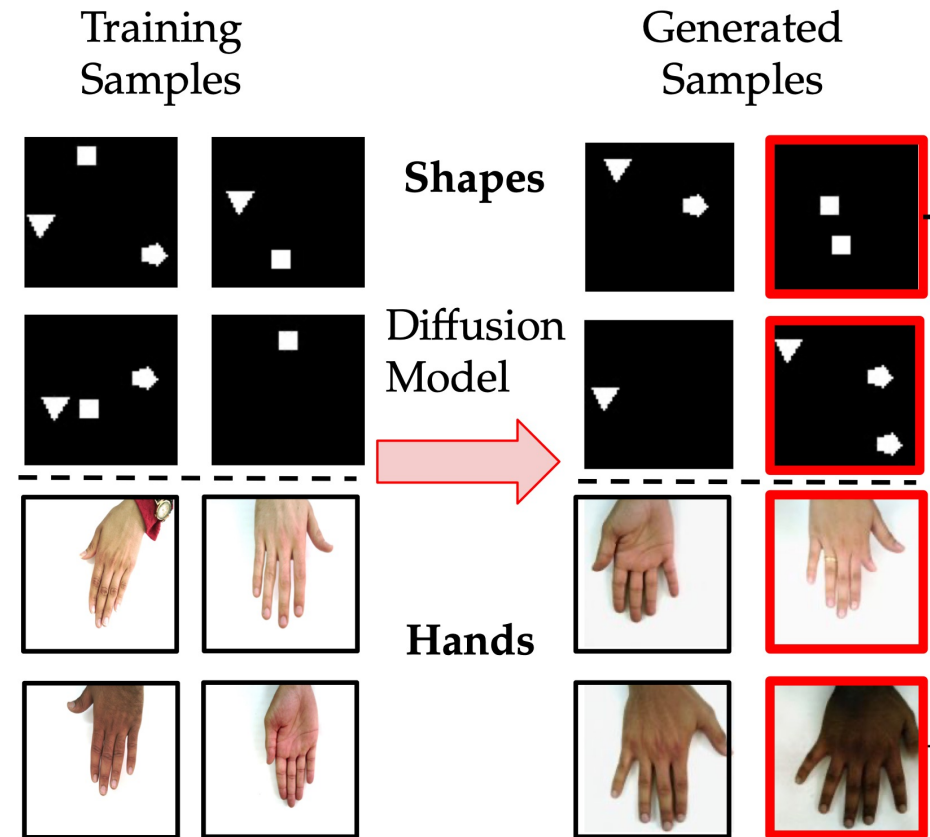 Training
Samples
Generated
Samples
Shapes
Diffusion
Model
Hands